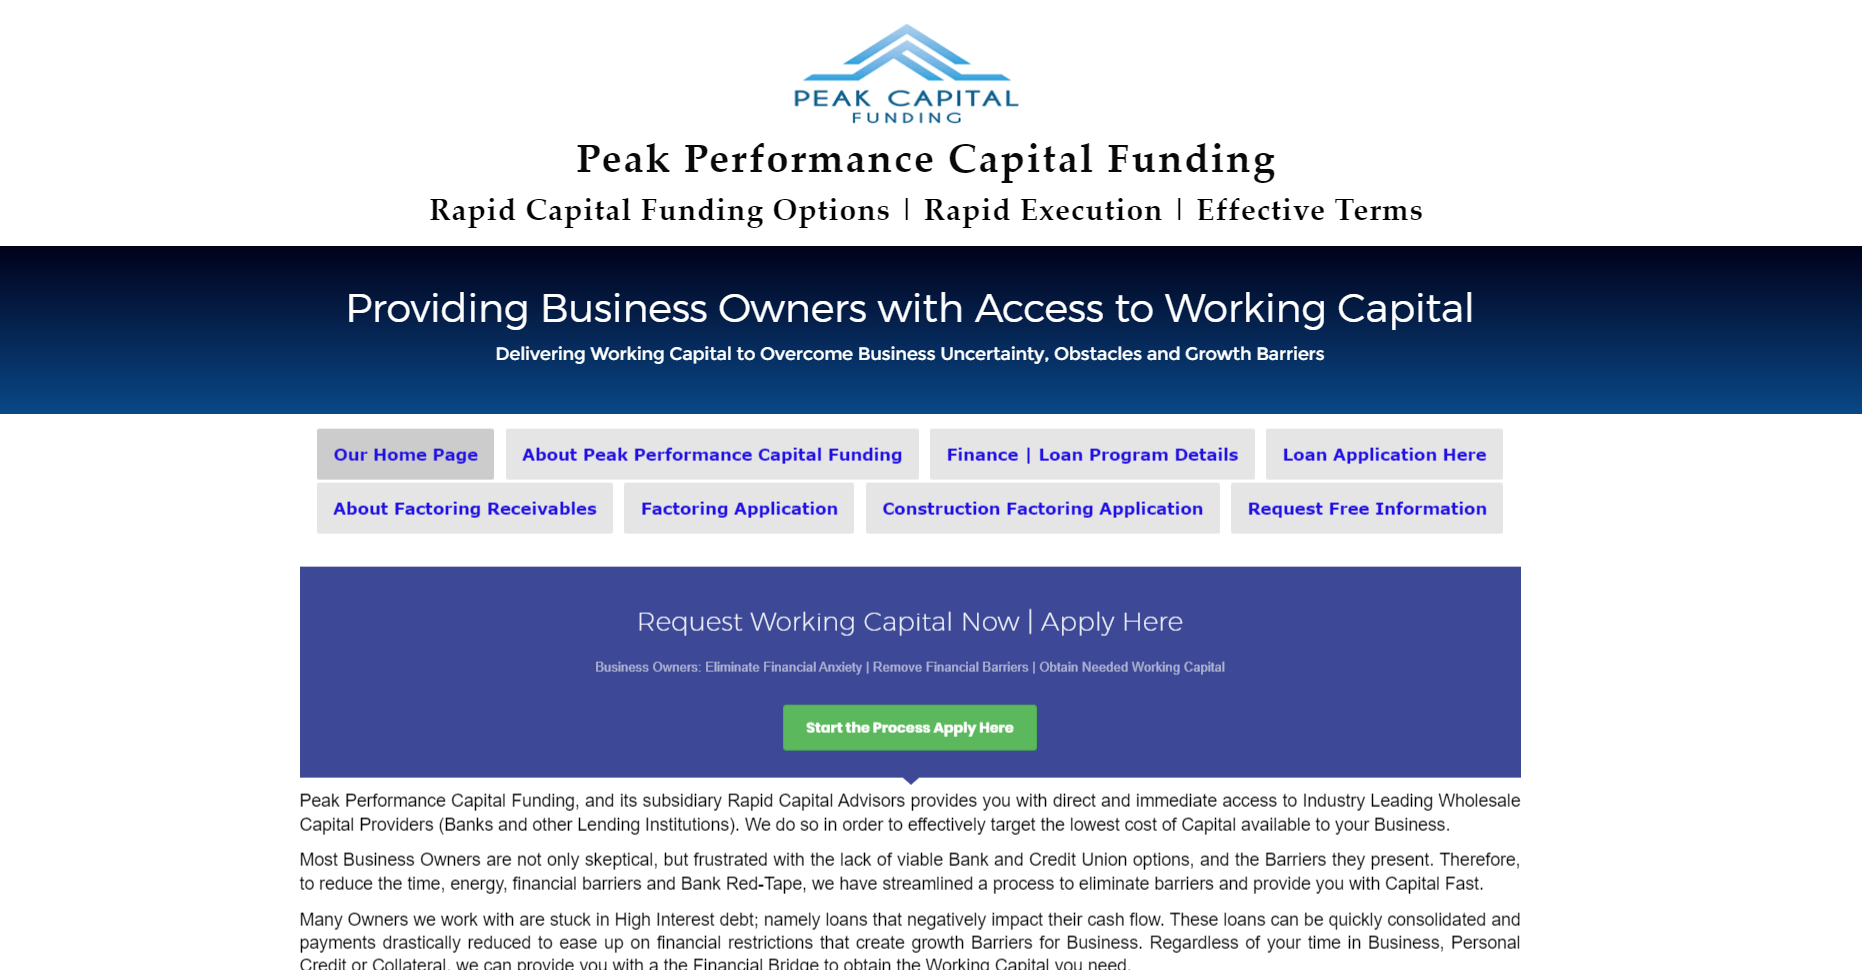 PEAK CAPITAL
FUNDING
Peak Performance Capital Funding
Rapid Capital Funding Options | Rapid Execution | Effective Terms
Providing Business Owners with Access to Working Capital
Delivering Working Capital to Overcome Business Uncertainty, Obstacles and Growth Barriers
Our Home Page
About Peak Performance Capital Funding
Finance | Loan Program Details
Loan Application Here
About Factoring Receivables
Factoring Application
Construction Factoring Application
Request Free Information
Request Working Capital Now | Apply Here
Business Owners: Eliminate Financial Anxiety | Remove Financial Barriers | Obtain Needed Working Capital
Start the Process Apply Here
Peak Performance Capital Funding, and its subsidiary Rapid Capital Advisors provides you with direct and immediate access to Industry Leading Wholesale
Capital Providers (Banks and other Lending Institutions). We do so in order to effectively target the lowest cost of Capital available to your Business.
Most Business Owners are not only skeptical, but frustrated with the lack of viable Bank and Credit Union options, and the Barriers they present. Therefore,
to reduce the time, energy, financial barriers and Bank Red-Tape, we have streamlined a process to eliminate barriers and provide you with Capital Fast.
Many Owners we work with are stuck in High Interest debt; namely loans that negatively impact their cash flow. These loans can be quickly consolidated and
payments drastically reduced to ease up on financial restrictions that create growth Barriers for Business. Regardless of your time in Business, Personal
Credit or Collateral, we can provide you with a the Financial Bridge to obtain the Working Capital you need.